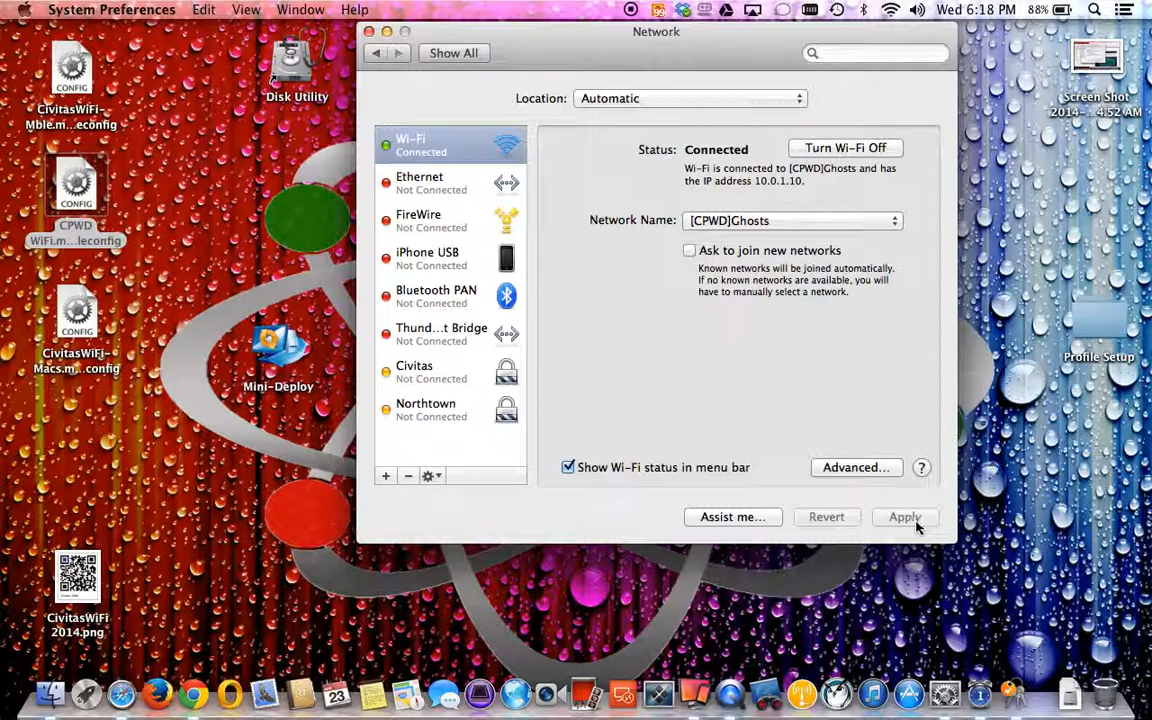 System Preferences Edit View Window Help
99
Wed 6:18 PM 88%
Network
Show All
Location: Automatic
Wi-Fi
Connected
Ethernet
Not Connected
FireWire
Not Connected
iPhone USB
Not Connected
Bluetooth PAN
Not Connected
Thund...t Bridge
Not Connected
Civitas
Not Connected
Northtown
Not Connected
Status: Connected
Turn Wi-Fi Off
Wi-Fi is connected to [CPWD]Ghosts and has
the IP address 10.0.1.10.
Network Name: [CPWD]Ghosts
Ask to join new networks
Known networks will be joined automatically.
If no known networks are available, you will
have to manually select a network.
Show Wi-Fi status in menu bar
Advanced...
?
Assist me...
Revert
Apply
CONFIG
CivitasWiFi-
Mble.m...econfig
CONFIG
CPWD
WiFi.m...leconfig
CONFIG
CivitasWiFi-
Macs.m...config
CivitasWiFi
2014.png
Disk Utility
Mini-Deploy
Screen Shot
2014-...4.52 AM
Profile Setup
23